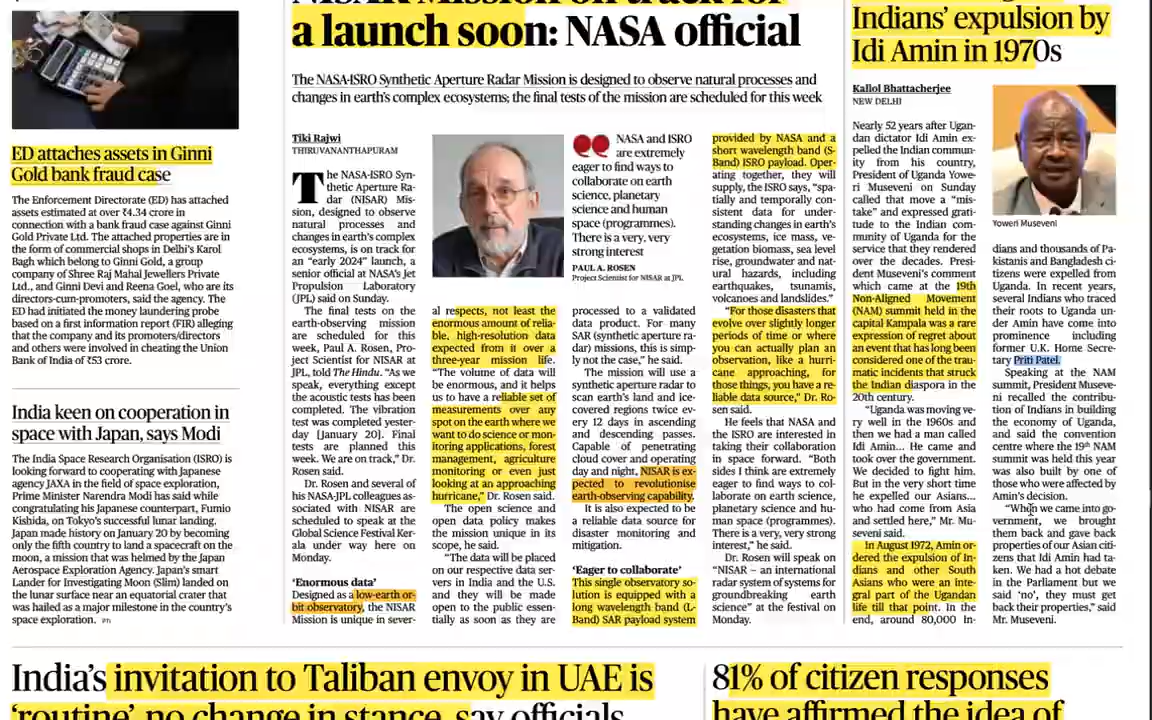 a launch soon: NASA official
The NASA-ISRO Synthetic Aperture Radar Mission is designed to observe natural processes and
changes in earth's complex ecosystems; the final tests of the mission are scheduled for this week
ED attaches assets in Ginni
Gold bank fraud case
The Enforcement Directorate (ED) has attached
assets estimated at over ₹4.34 crore in
connection with a bank fraud case against Ginni
Gold Private Ltd. The attached properties are in
the form of commercial shops in Delhi's Karol
Bagh which belong to Ginni Gold, a group
company of Shree Raj Mahal Jewellers Private
Ltd., and Ginni Devi and Reena Goel, who are its
directors-cum-promoters, said the agency. The
ED had initiated the money laundering probe
based on a first information report (FIR) alleging
that the company and its promoters/directors
and others were involved in cheating the Union
Bank of India of ₹53 crore.
India keen on cooperation in
space with Japan, says Modi
The India Space Research Organisation (ISRO) is
looking forward to cooperating with Japanese
agency JAXA in the field of space exploration,
Prime Minister Narendra Modi has said while
congratulating his Japanese counterpart, Fumio
Kishida, on Tokyo's successful lunar landing.
Japan made history on January 20 by becoming
only the fifth country to land a spacecraft on the
moon, a mission that was helmed by the Japan
Aerospace Exploration Agency. Japan's smart
Lander for Investigating Moon (Slim) landed on
the lunar surface near an equatorial crater that
was hailed as a major milestone in the country's
space exploration. PTI
Tiki Rajwi
THIRUVANANTHAPURAM
The NASA-ISRO Syn-
thetic Aperture Ra-
dar (NISAR) Mis-
sion, designed to observe
natural processes and
changes in earth's complex
ecosystems, is on track for
an "early 2024" launch, a
senior official at NASA's Jet
Propulsion Laboratory
(JPL) said on Sunday.
The final tests on the
earth-observing mission
are scheduled for this
week, Paul A. Rosen, Pro-
ject Scientist for NISAR at
JPL, told The Hindu. "As we
speak, everything except
the acoustic tests has been
completed. The vibration
test was completed yester-
day [January 20]. Final
tests are planned this
week. We are on track," Dr.
Rosen said.
Dr. Rosen and several of
his NASA-JPL colleagues as-
sociated with NISAR are
scheduled to speak at the
Global Science Festival Ker-
ala under way here on
Monday.
'Enormous data'
Designed as a low-earth or-
bit observatory, the NISAR
Mission is unique in sever-
al respects, not least the
enormous amount of relia-
ble, high-resolution data
expected from it over a
three-year mission life.
"The volume of data will
be enormous, and it helps
us to have a reliable set of
measurements over any
spot on the earth where we
want to do science or mon-
itoring applications, forest
management, agriculture
monitoring or even just
looking at an approaching
hurricane," Dr. Rosen said.
The open science and
open data policy makes
the mission unique in its
scope, he said.
"The data will be placed
on our respective data ser-
vers in India and the U.S.
and they will be made
open to the public essen-
tially as soon as they are
NASA and ISRO
are extremely
eager to find ways to
collaborate on earth
science, planetary
science and human
space (programmes).
There is a very, very
strong interest
PAUL A. ROSEN
Project Scientist for NISAR at JPL
processed to a validated
data product. For many
SAR (synthetic aperture ra-
dar) missions, this is sim-
ply not the case," he said.
The mission will use a
synthetic aperture radar to
scan earth's land and ice-
covered regions twice ev-
ery 12 days in ascending
and descending passes.
Capable of penetrating
cloud cover and operating
day and night, NISAR is ex-
pected to revolutionise
earth-observing capability.
It is also expected to be
a reliable data source for
disaster monitoring and
mitigation.
'Eager to collaborate'
This single observatory so-
lution is equipped with a
long wavelength band (L-
Band) SAR payload system
provided by NASA and a
short wavelength band (S-
Band) ISRO payload. Oper-
ating together, they will
supply, the ISRO says, "spa-
tially and temporally con-
sistent data for under-
standing changes in earth's
ecosystems, ice mass, ve-
getation biomass, sea level
rise, groundwater and nat-
ural hazards, including
earthquakes, tsunamis,
volcanoes and landslides."
"For those disasters that
evolve over slightly longer
periods of time or where
you can actually plan an
observation, like a hurri-
cane approaching, for
those things, you have a re-
liable data source," Dr. Ro-
sen said.
He feels that NASA and
the ISRO are interested in
taking their collaboration
in space forward. "Both
sides I think are extremely
eager to find ways to col-
laborate on earth science,
planetary science and hu-
man space (programmes).
There is a very, very strong
interest," he said.
Dr. Rosen will speak on
"NISAR – an international
radar system of systems for
groundbreaking earth
science" at the festival on
Monday.
Indians' expulsion by
Idi Amin in 1970s
Kallol Bhattacherjee
NEW DELHI
Nearly 52 years after Ugan-
dan dictator Idi Amin ex-
pelled the Indian commun-
ity from his country,
President of Uganda Yowe-
ri Museveni on Sunday
called that move a "mis-
take" and expressed grati-
tude to the Indian com-
munity of Uganda for the
service that they rendered
over the decades. Presi-
dent Museveni's comment
which came at the 19th
Non-Aligned Movement
(NAM) summit held in the
capital Kampala was a rare
expression of regret about
an event that has long been
considered one of the trau-
matic incidents that struck
the Indian diaspora in the
20th century.
"Uganda was moving ve-
ry well in the 1960s and
then we had a man called
Idi Amin... He came and
took over the government.
We decided to fight him.
But in the very short time
he expelled our Asians...
who had come from Asia
and settled here," Mr. Mu-
seveni said.
In August 1972, Amin or-
dered the expulsion of In-
dians and other South
Asians who were an inte-
gral part of the Ugandan
life till that point. In the
end, around 80,000 In-
Yoweri Museveni
dians and thousands of Pa-
kistanis and Bangladesh ci-
tizens were expelled from
Uganda. In recent years,
several Indians who traced
their roots to Uganda un-
der Amin have come into
prominence including
former U.K. Home Secre-
tary Priti Patel.
Speaking at the NAM
summit, President Museve-
ni recalled the contribu-
tion of Indians in building
the economy of Uganda,
and said the convention
centre where the 19th NAM
summit was held this year
was also built by one of
those who were affected by
Amin's decision.
"When we came into go-
vernment, we brought
them back and gave back
properties of our Asian citi-
zens that Idi Amin had tak-
en. We had a hot debate
in the Parliament but we
said 'no', they must get
back their properties," said
Mr. Museveni.
India's invitation to Taliban envoy in UAE is
'routine', no change in stance, say officials
81% of citizen responses
have affirmed the idea of